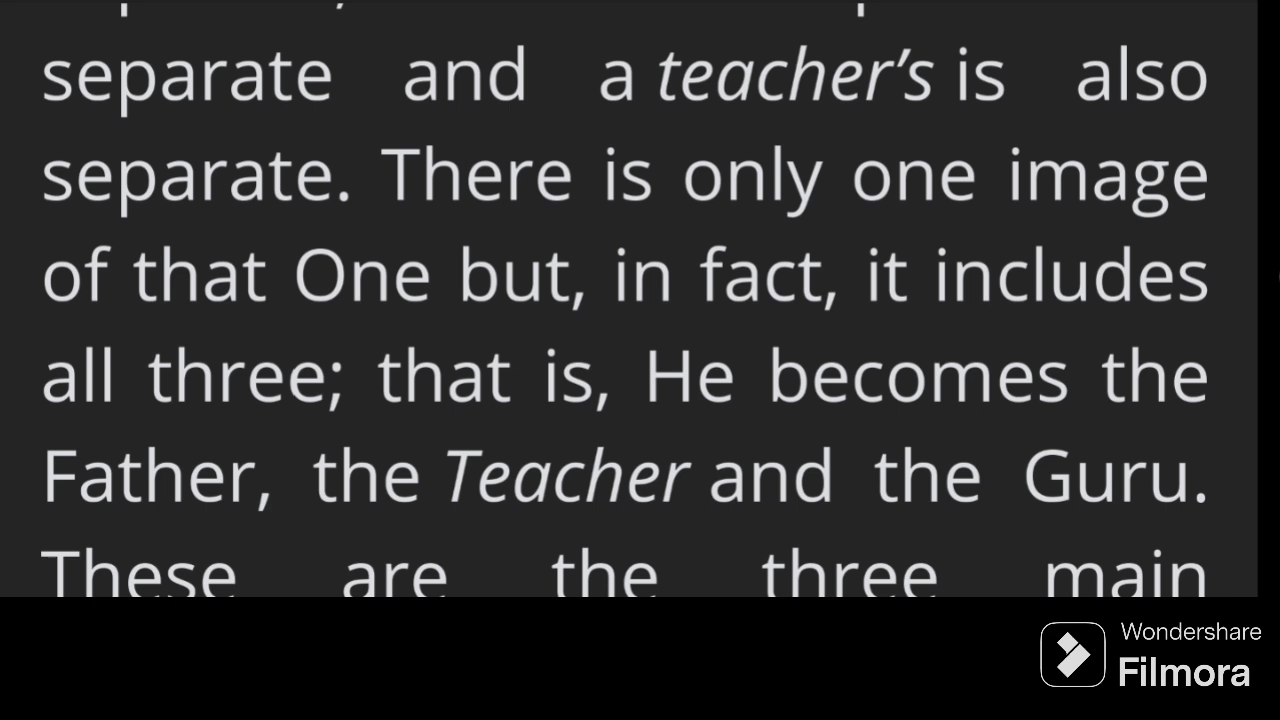 separate and a teacher’s is also
separate. There is only one image
of that One but, in fact, it includes
all three; that is, He becomes the
Father, the Teacher and the Guru.
These are the three main
Wondershare
Filmora